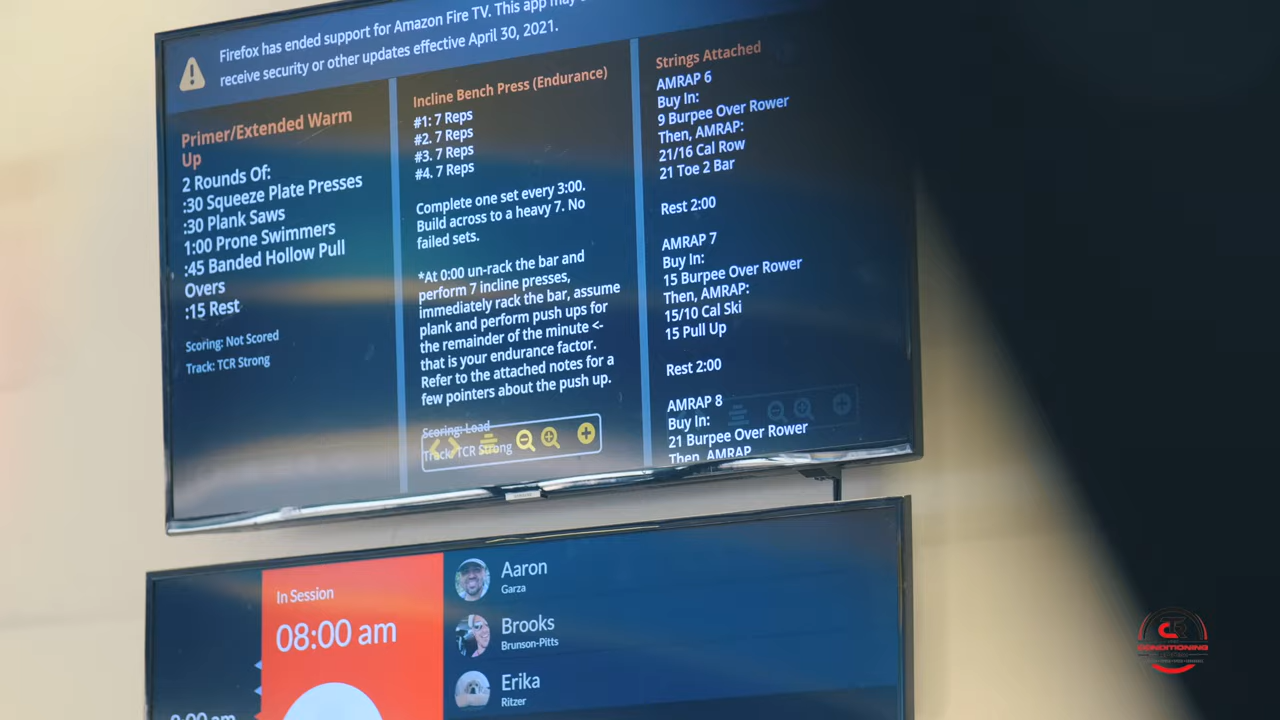 Firefox has ended support for Amazon Fire TV. This app may
receive security or other updates effective April 30, 2021.
Primer/Extended Warm
Up
2 Rounds Of:
:30 Squeeze Plate Presses
:30 Plank Saws
1:00 Prone Swimmers
:45 Banded Hollow Pull
Overs
:15 Rest
Scoring: Not Scored
Track: TCR Strong
Incline Bench Press (Endurance)
#1: 7 Reps
#2. 7 Reps
#3. 7 Reps
#4. 7 Reps
Complete one set every 3:00.
Build across to a heavy 7. No
failed sets.
*At 0:00 un-rack the bar and
perform 7 incline presses,
immediately rack the bar, assume
plank and perform push ups for
the remainder of the minute <-
that is your endurance factor.
Refer to the attached notes for a
few pointers about the push up.
Scoring: Load
Track: TCR Strong
Strings Attached
AMRAP 6
Buy In:
9 Burpee Over Rower
Then, AMRAP:
21/16 Cal Row
21 Toe 2 Bar
Rest 2:00
AMRAP 7
Buy In:
15 Burpee Over Rower
Then, AMRAP:
15/10 Cal Ski
15 Pull Up
Rest 2:00
AMRAP 8
Buy In:
21 Burpee Over Rower
Then, AMRAP
In Session
08:00 am
9:00 am
Aaron
Garza
Brooks
Brunson-Pitts
Erika
Ritzer
CR
CONDITIONING